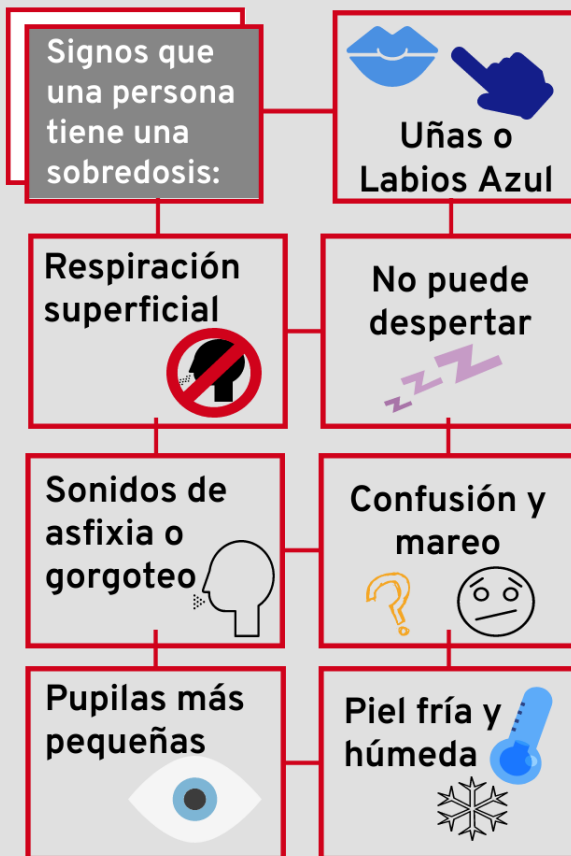 Signos que
una persona
tiene una
sobredosis:
Uñas o
Labios Azul
Respiración
superficial
No puede
despertar
Sonidos de
asfixia o
gorgoteo
Confusión y
mareo
Pupilas más
pequeñas
Piel fría y
húmeda